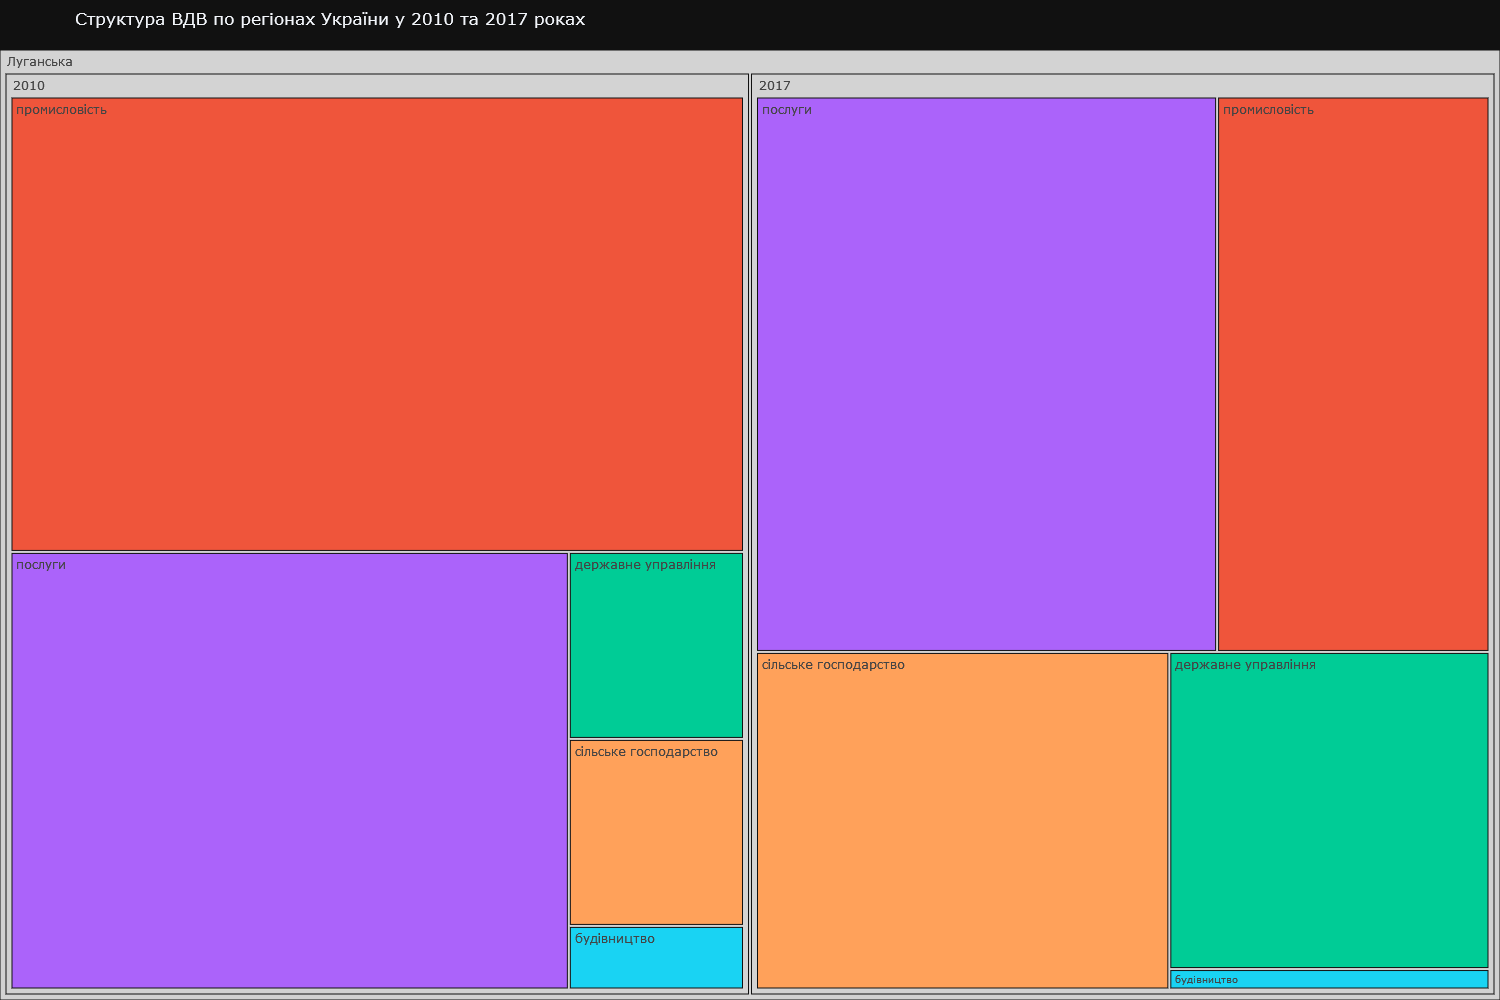 Структура ВДВ по регіонах України у 2010 та 2017 роках
Луганська
2010
промисловість
послуги
державне управління
сільське господарство
будівництво
2017
послуги
промисловість
сільське господарство
державне управління
будівництво